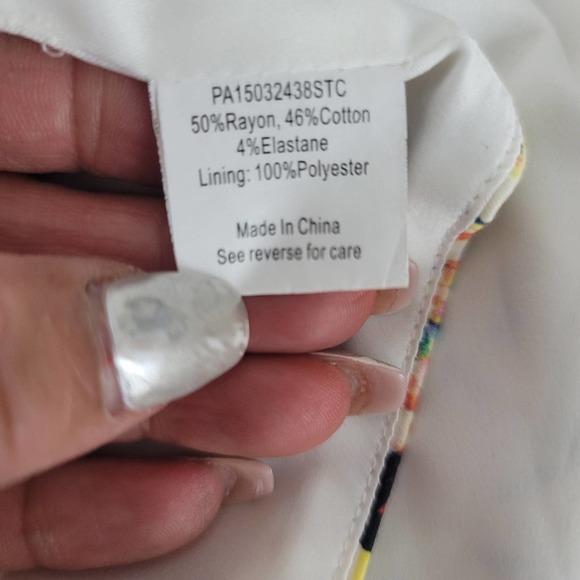 PA15032438STC
50%Rayon, 46%Cotton
4%Elastane
Lining: 100%Polyester
Made In China
See reverse for care